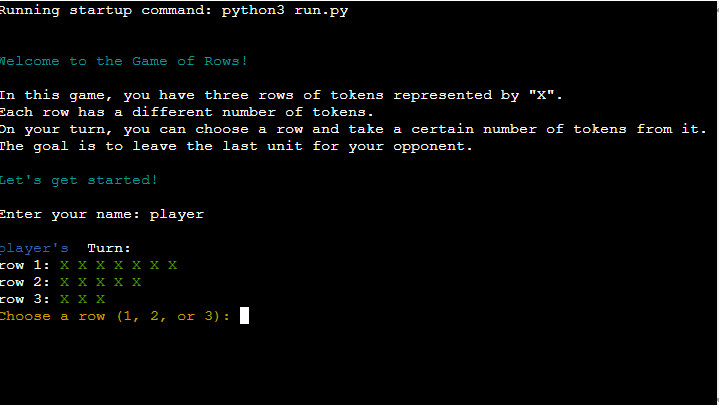 Running startup command: python3 run.py
Welcome to the Game of Rows!
In this game, you have three rows of tokens represented by "X".
Each row has a different number of tokens.
On your turn, you can choose a row and take a certain number of tokens from it.
The goal is to leave the last unit for your opponent.
Let's get started!
Enter your name: player
player's  Turn:
row 1: X X X X X X X
row 2: X X X X X
row 3: X X X
Choose a row (1, 2, or 3):